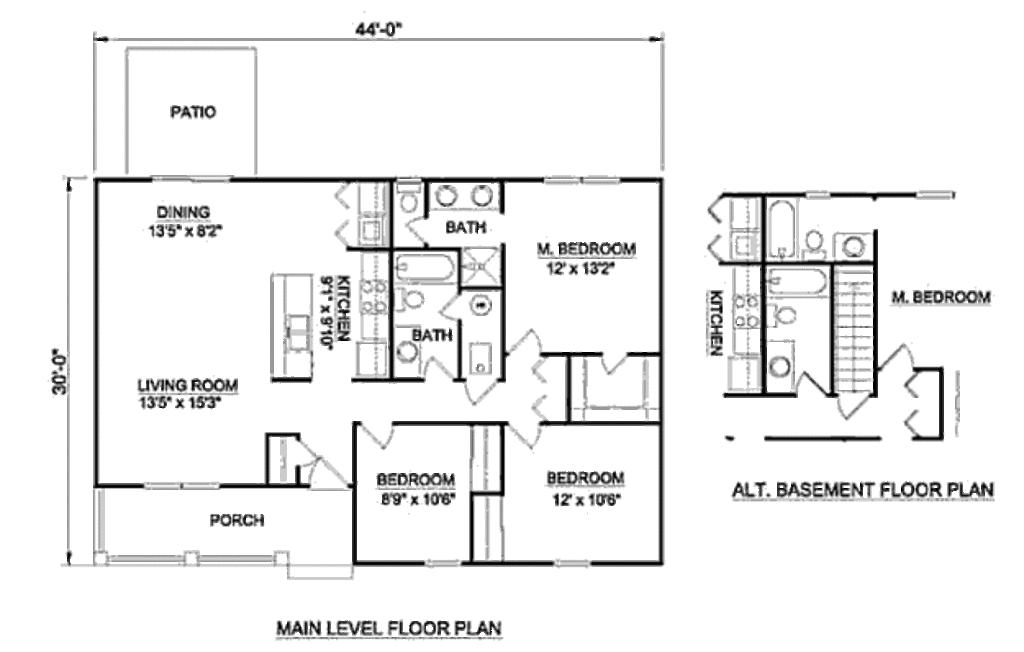 44'-0"
PATIO
30'-0"
DINING
13'5" x 8'2"
BATH
M. BEDROOM
12' x 13'2"
KITCHEN
9'1" x 9'10"
BATH
LIVING ROOM
13'5" x 15'3"
BEDROOM
8'9" x 10'6"
BEDROOM
12' x 10'6"
PORCH
MAIN LEVEL FLOOR PLAN
KITCHEN
M. BEDROOM
ALT. BASEMENT FLOOR PLAN